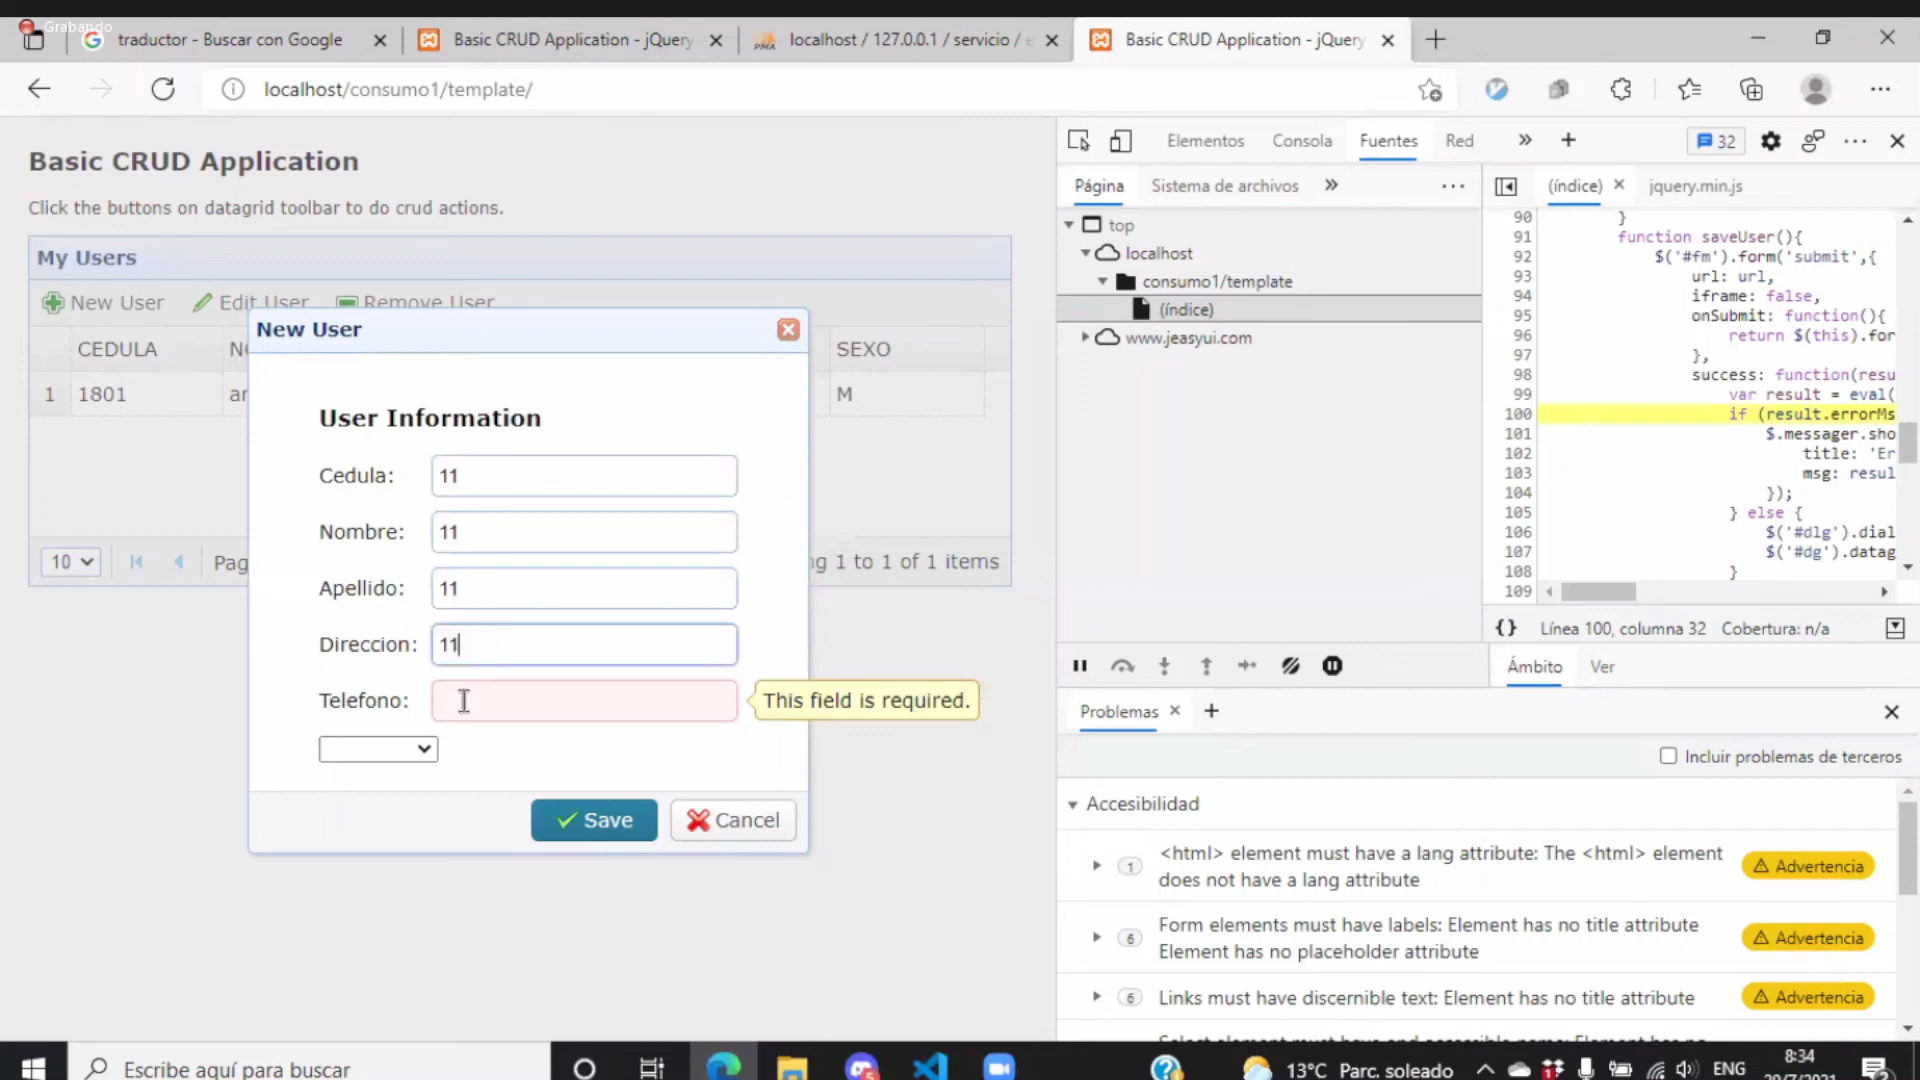 Grabando
traductor - Buscar con Google
Basic CRUD Application - jQuery
localhost / 127.0.0.1 / servicio /
Basic CRUD Application - jQuery
localhost/consumo1/template/
Basic CRUD Application
Click the buttons on datagrid toolbar to do crud actions.
My Users
New User Edit User Remove User
CEDULA SEXO
1 1801 M
10
1 to 1 of 1 items
New User
User Information
Cedula: 11
Nombre: 11
Apellido: 11
Direccion: 11
Telefono: This field is required.
Save Cancel
Elementos Consola Fuentes Red 32
Página Sistema de archivos
top
localhost
consumo1/template
(índice)
www.jeasyui.com
(índice) jquery.min.js
90 }
91 function saveUser(){
92 $('#fm').form('submit',{
93 url: url,
94 iframe: false,
95 onSubmit: function(){
96 return $(this).for
97 },
98 success: function(resu
99 var result = eval(
100 if (result.errorMs
101 $.messager.sho
102 title: 'Er
103 msg: resul
104 });
105 } else {
106 $('#dlg').dial
107 $('#dg').datag
108 }
109
{} Línea 100, columna 32 Cobertura: n/a
Ámbito Ver
Problemas
Incluir problemas de terceros
Accesibilidad
1 <html> element must have a lang attribute: The <html> element
does not have a lang attribute
Advertencia
6 Form elements must have labels: Element has no title attribute
Element has no placeholder attribute
Advertencia
6 Links must have discernible text: Element has no title attribute
Advertencia
Escribe aquí para buscar
13°C Parc. soleado ENG
8:34